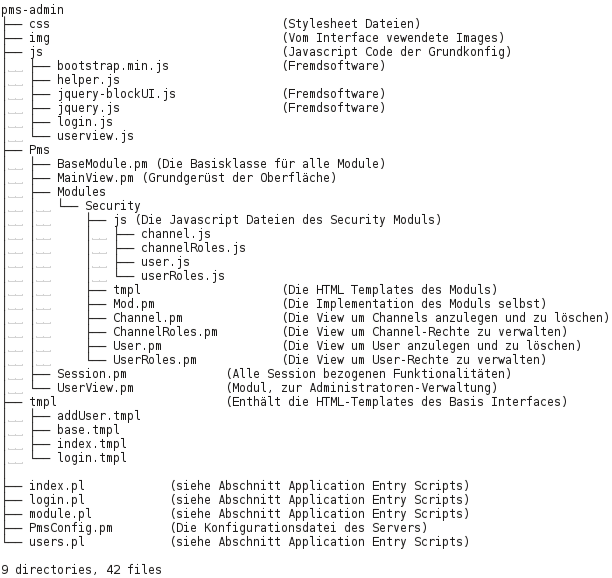 pms-admin
├── css (Stylesheet Dateien)
├── img (Vom Interface vewendete Images)
├── js (Javascript Code der Grundkonfig)
│   ├── bootstrap.min.js (Fremdsoftware)
│   ├── helper.js
│   ├── jquery-blockUI.js (Fremdsoftware)
│   ├── jquery.js (Fremdsoftware)
│   ├── login.js
│   └── userview.js
├── Pms
│   ├── BaseModule.pm (Die Basisklasse für alle Module)
│   ├── MainView.pm (Grundgerüst der Oberfläche)
│   ├── Modules
│   │   └── Security
│   │       ├── js (Die Javascript Dateien des Security Moduls)
│   │       │   ├── channel.js
│   │       │   ├── channelRoles.js
│   │       │   ├── user.js
│   │       │   └── userRoles.js
│   │       ├── tmpl (Die HTML Templates des Moduls)
│   │       ├── Mod.pm (Die Implementation des Moduls selbst)
│   │       ├── Channel.pm (Die View um Channels anzulegen und zu löschen)
│   │       ├── ChannelRoles.pm (Die View um Channel-Rechte zu verwalten)
│   │       ├── User.pm (Die View um User anzulegen und zu löschen)
│   │       └── UserRoles.pm (Die View um User-Rechte zu verwalten)
│   ├── Session.pm (Alle Session bezogenen Funktionalitäten)
│   └── UserView.pm (Modul, zur Administratoren-Verwaltung)
├── tmpl (Enthält die HTML-Templates des Basis Interfaces)
│   ├── addUser.tmpl
│   ├── base.tmpl
│   ├── index.tmpl
│   └── login.tmpl
├── index.pl (siehe Abschnitt Application Entry Scripts)
├── login.pl (siehe Abschnitt Application Entry Scripts)
├── module.pl (siehe Abschnitt Application Entry Scripts)
├── PmsConfig.pm (Die Konfigurationsdatei des Servers)
└── users.pl (siehe Abschnitt Application Entry Scripts)
9 directories, 42 files